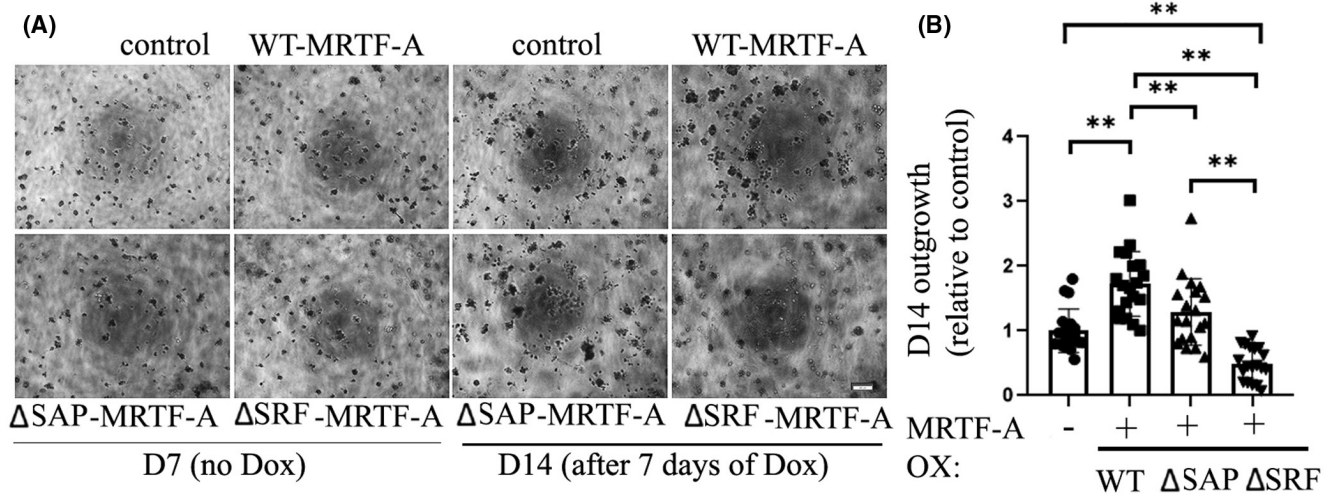 (A)
control WT-MRTF-A control WT-MRTF-A
ΔSAP-MRTF-A ΔSRF-MRTF-A ΔSAP-MRTF-A ΔSRF-MRTF-A
D7 (no Dox) D14 (after 7 days of Dox)
(B)
**
**
**
**
**
D14 outgrowth
(relative to control)
4
3
2
1
0
MRTF-A - + + +
OX: WT ΔSAP ΔSRF